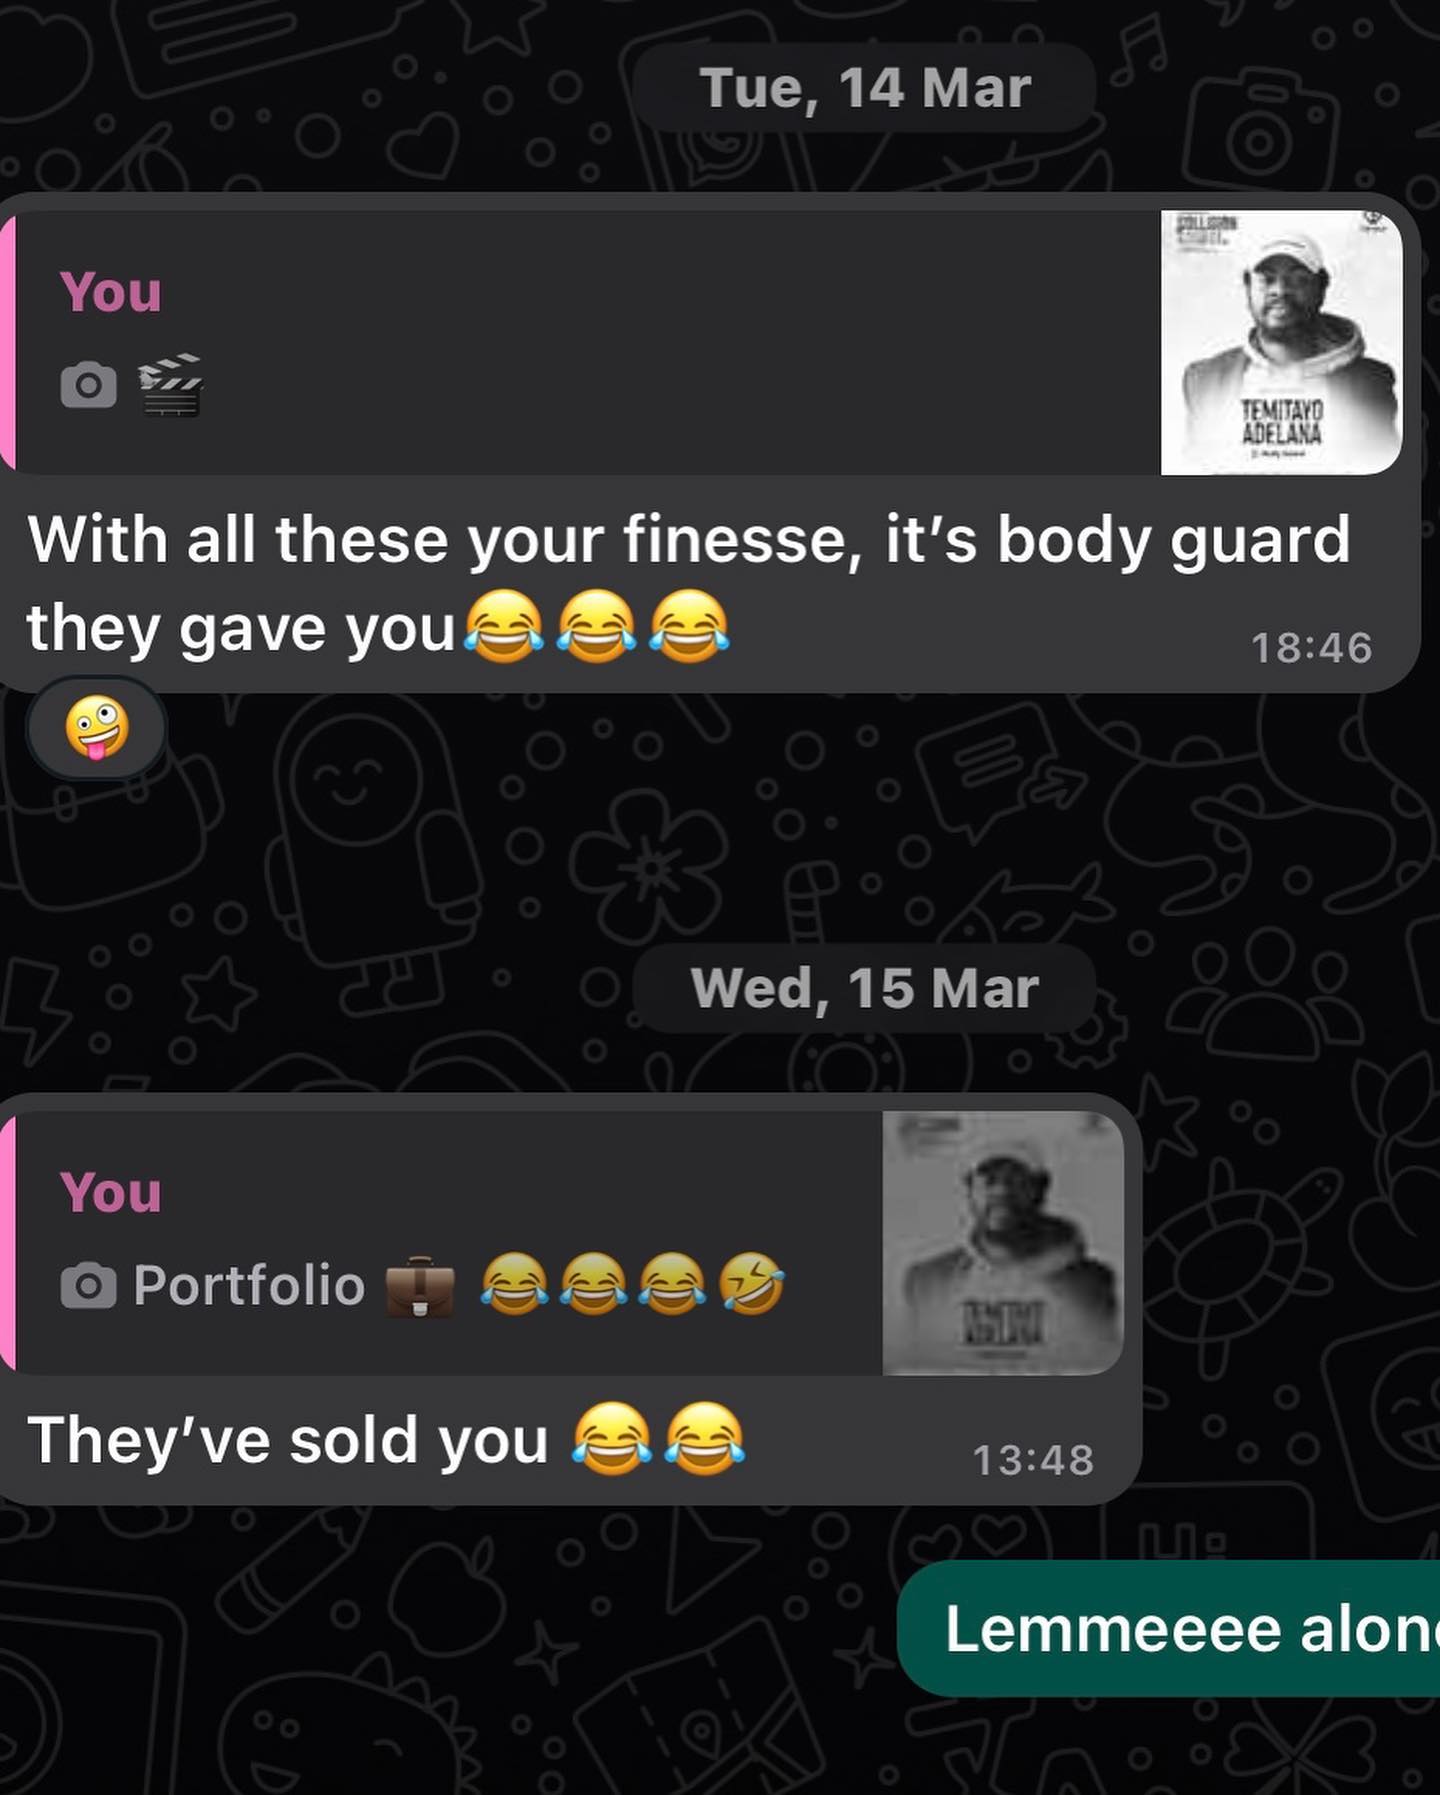 Tue, 14 Mar
You
📷 🎬
TEMITAYO
ADELANA
With all these your finesse, it’s body guard
they gave you😂😂😂
18:46
🤪
Wed, 15 Mar
You
📷 Portfolio 💼 😂😂😂🤣
They’ve sold you 😂😂
13:48
Lemmeeee alon